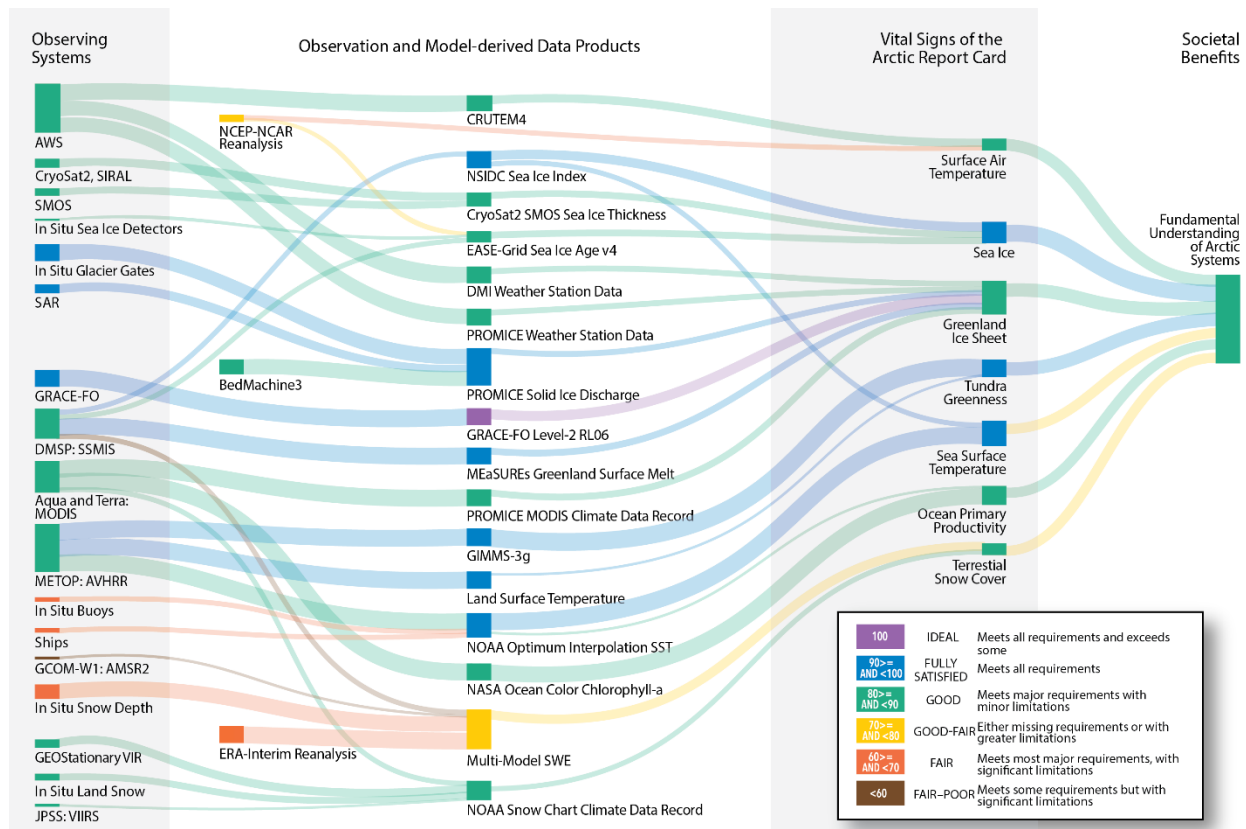 Observing
Systems
Observation and Model-derived Data Products
Vital Signs of the
Arctic Report Card
Societal
Benefits
AWS
CryoSat2, SIRAL
SMOS
In Situ Sea Ice Detectors
In Situ Glacier Gates
SAR
GRACE-FO
DMSP: SSMIS
Aqua and Terra:
MODIS
METOP: AVHRR
In Situ Buoys
Ships
GCOM-W1: AMSR2
In Situ Snow Depth
GEOStationary VIR
In Situ Land Snow
JPSS: VIIRS
NCEP-NCAR
Reanalysis
BedMachine3
ERA-Interim Reanalysis
CRUTEM4
NSIDC Sea Ice Index
CryoSat2 SMOS Sea Ice Thickness
EASE-Grid Sea Ice Age v4
DMI Weather Station Data
PROMICE Weather Station Data
PROMICE Solid Ice Discharge
GRACE-FO Level-2 RL06
MEaSUREs Greenland Surface Melt
PROMICE MODIS Climate Data Record
GIMMS-3g
Land Surface Temperature
NOAA Optimum Interpolation SST
NASA Ocean Color Chlorophyll-a
Multi-Model SWE
NOAA Snow Chart Climate Data Record
Surface Air
Temperature
Sea Ice
Greenland
Ice Sheet
Tundra
Greenness
Sea Surface
Temperature
Ocean Primary
Productivity
Terrestial
Snow Cover
Fundamental
Understanding
of Arctic
Systems
100 IDEAL Meets all requirements and exceeds
some
90>=
AND <100 FULLY
SATISFIED Meets all requirements
80>=
AND <90 GOOD Meets major requirements with
minor limitations
70>=
AND <80 GOOD-FAIR Either missing requirements or with
greater limitations
60>=
AND <70 FAIR Meets most major requirements, with
significant limitations
<60 FAIR–POOR Meets some requirements but with
significant limitations